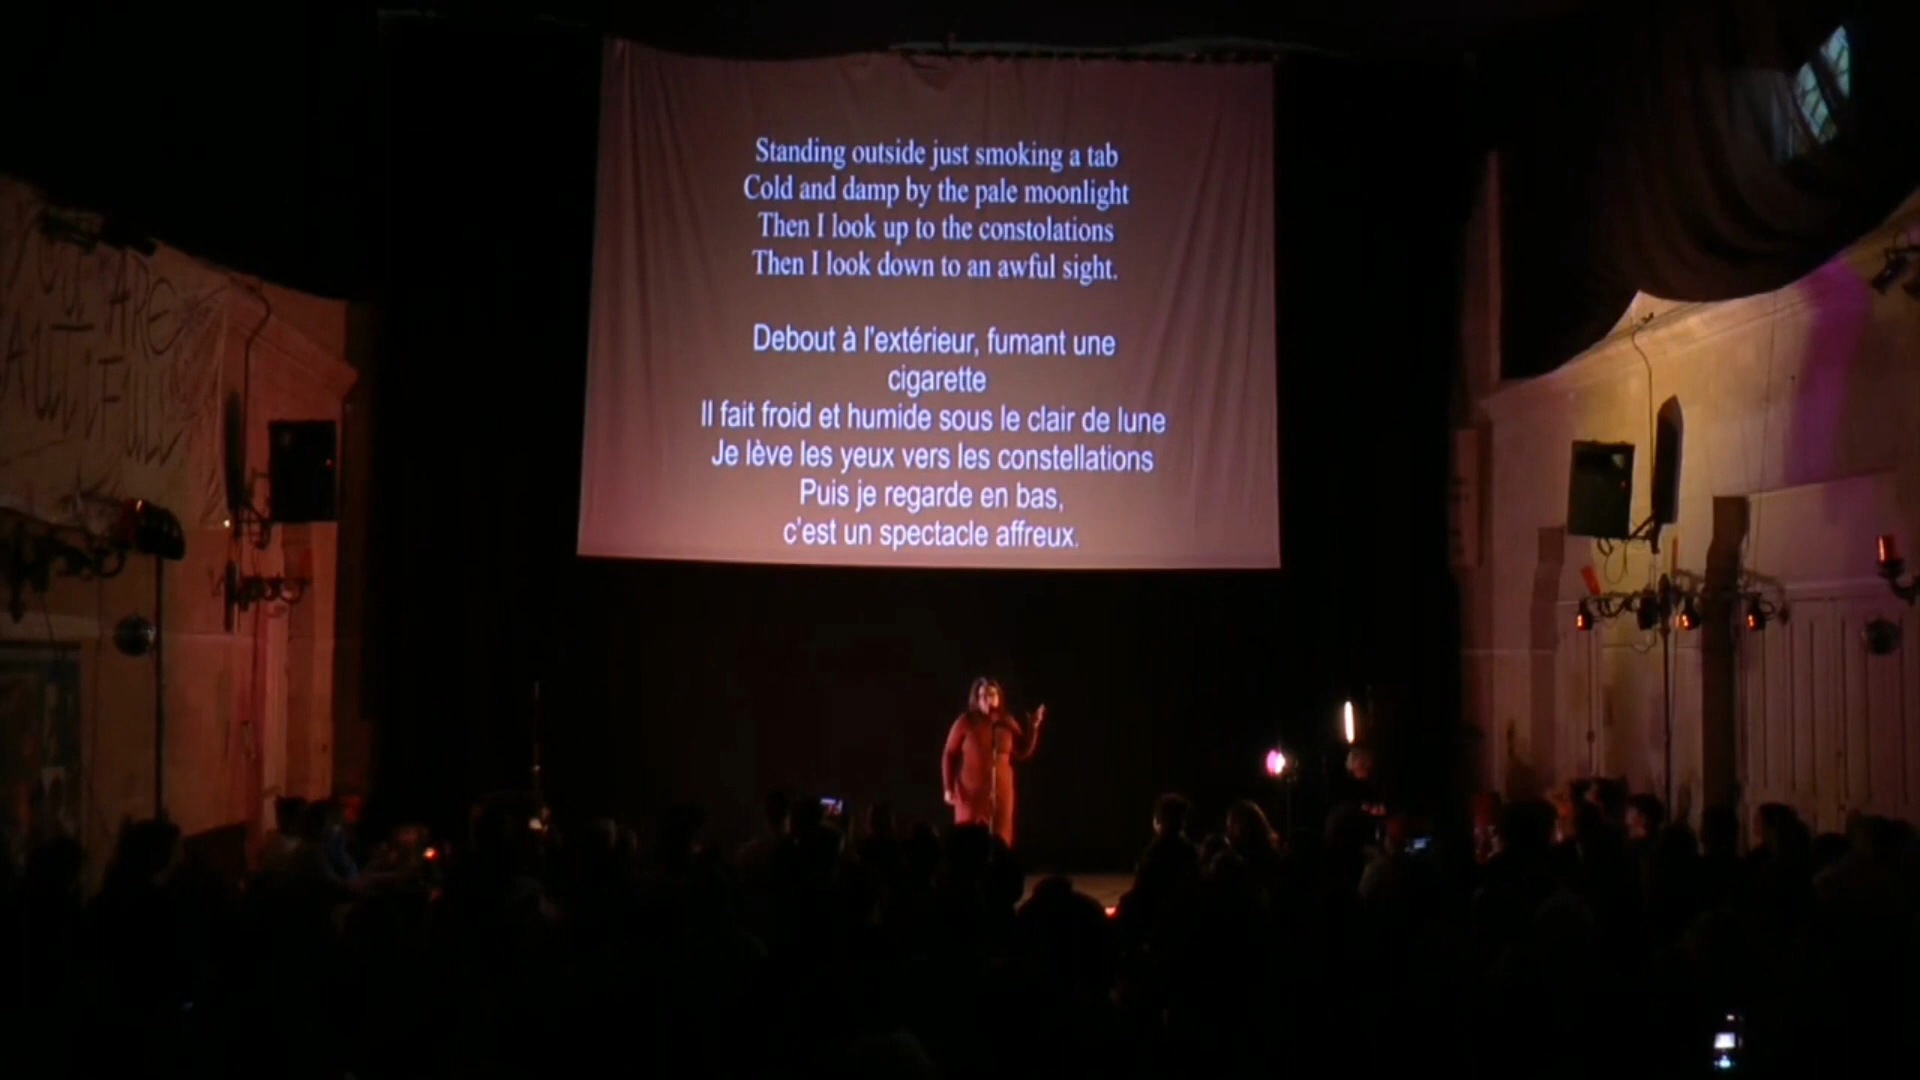 Standing outside just smoking a tab
Cold and damp by the pale moonlight
Then I look up to the constolations
Then I look down to an awful sight.
Debout à l'extérieur, fumant une
cigarette
Il fait froid et humide sous le clair de lune
Je lève les yeux vers les constellations
Puis je regarde en bas,
c'est un spectacle affreux.
ARE